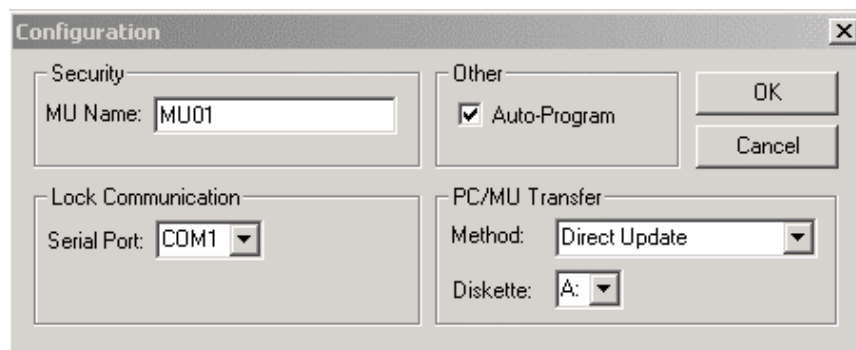 Configuration
Security
MU Name: MU01
Other
Auto-Program
OK
Cancel
Lock Communication
Serial Port: COM1
PC/MU Transfer
Method: Direct Update
Diskette: A: